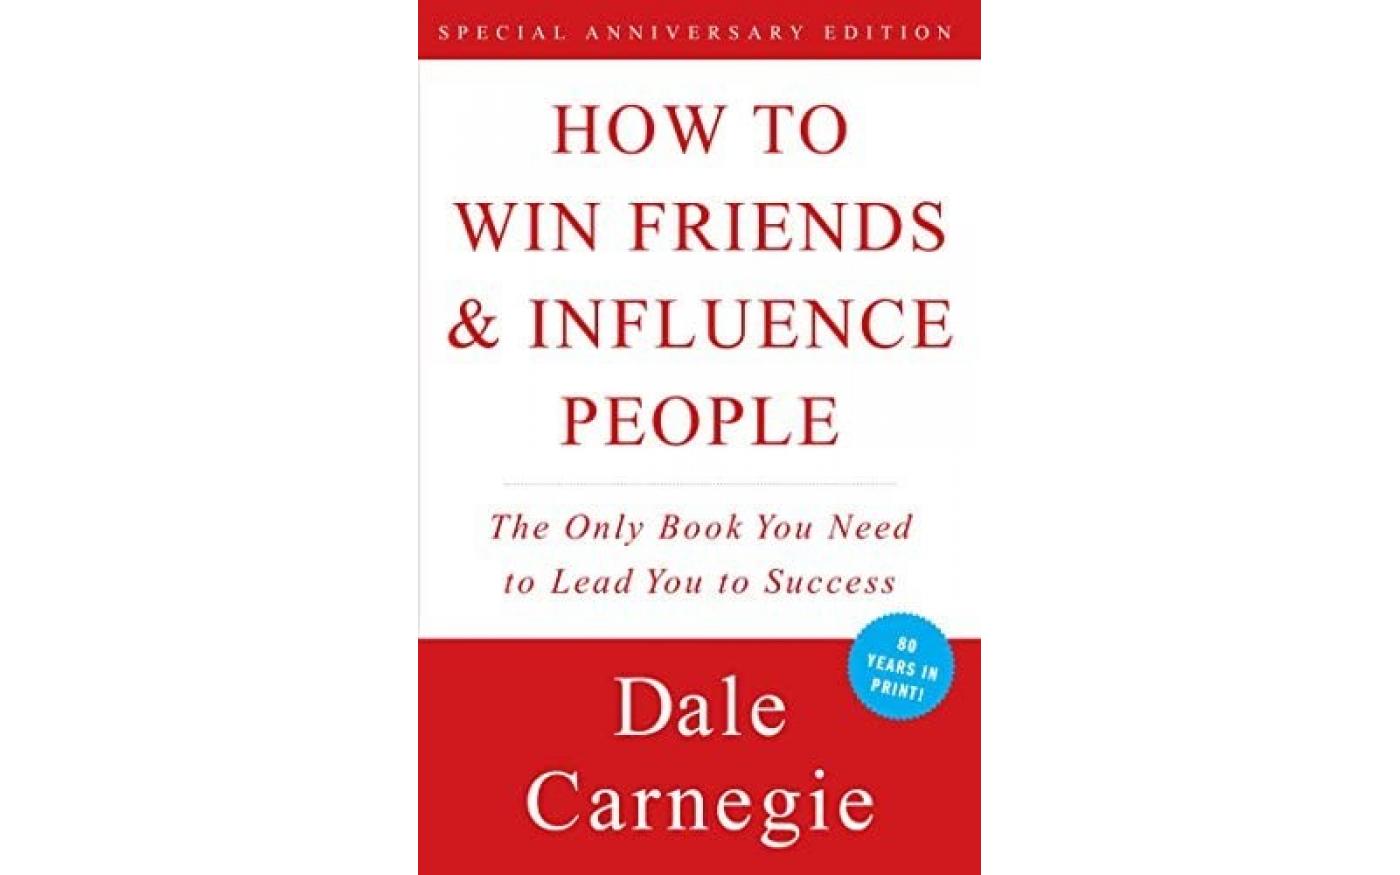 SPECIAL ANNIVERSARY EDITION
HOW TO
WIN FRIENDS
& INFLUENCE
PEOPLE
The Only Book You Need
to Lead You to Success
80
YEARS IN
PRINT!
Dale
Carnegie